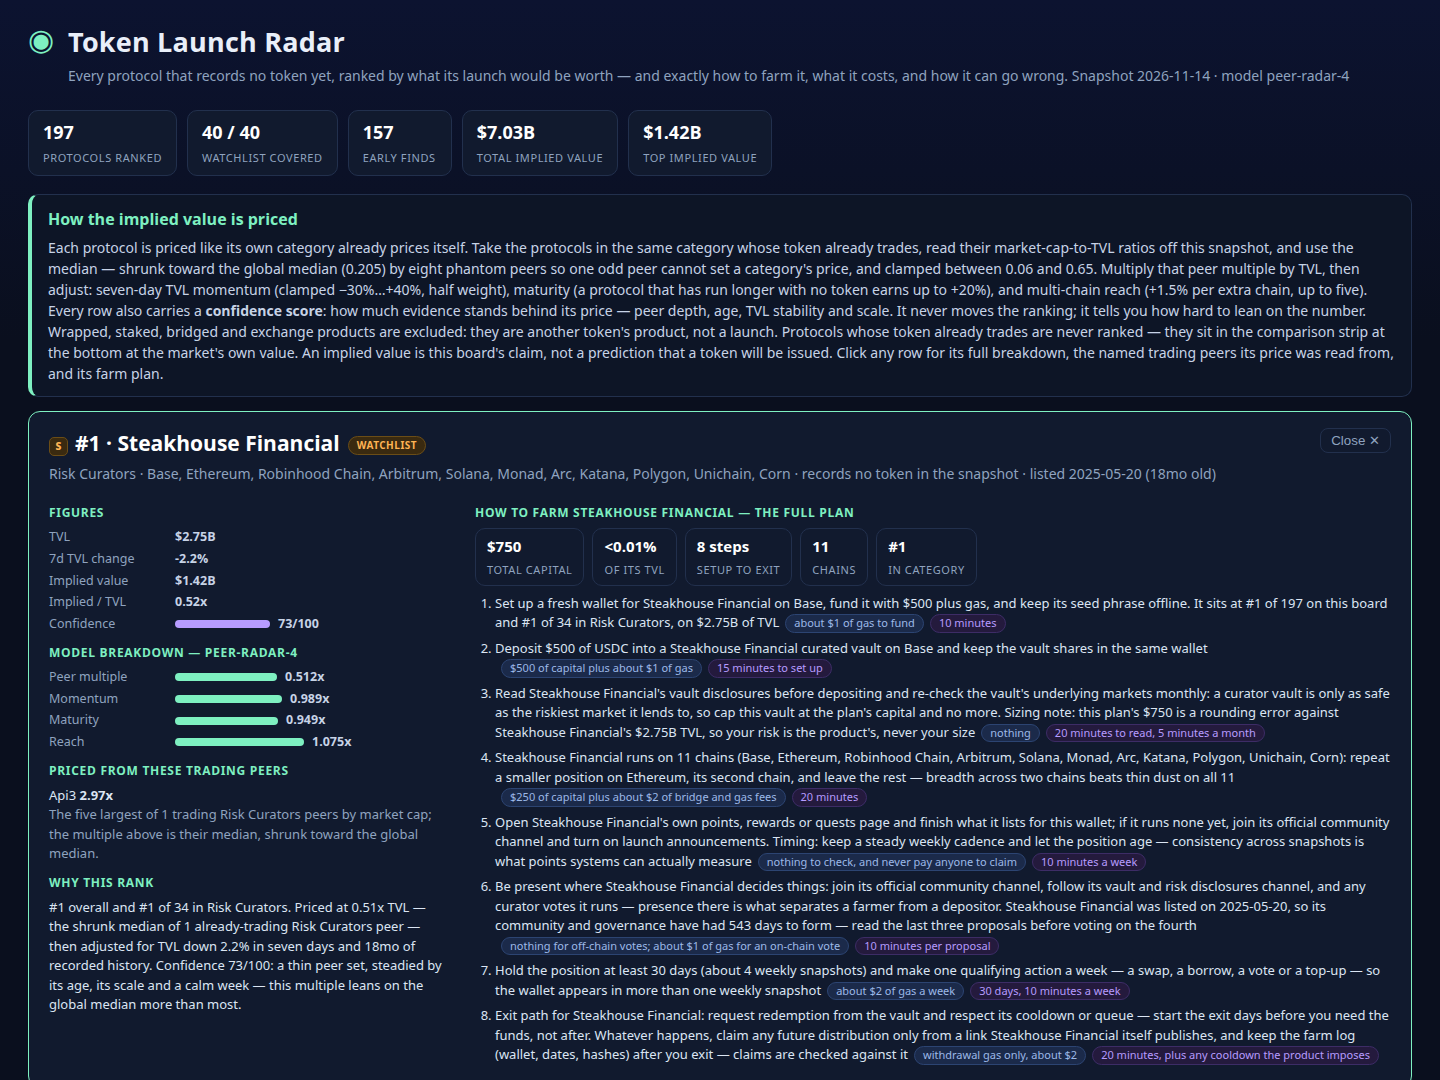 Token Launch Radar
Every protocol that records no token yet, ranked by what its launch would be worth — and exactly how to farm it, what it costs, and how it can go wrong. Snapshot 2026-11-14 · model peer-radar-4
197
PROTOCOLS RANKED
40 / 40
WATCHLIST COVERED
157
EARLY FINDS
$7.03B
TOTAL IMPLIED VALUE
$1.42B
TOP IMPLIED VALUE
How the implied value is priced
Each protocol is priced like its own category already prices itself. Take the protocols in the same category whose token already trades, read their market-cap-to-TVL ratios off this snapshot, and use the
median — shrunk toward the global median (0.205) by eight phantom peers so one odd peer cannot set a category's price, and clamped between 0.06 and 0.65. Multiply that peer multiple by TVL, then
adjust: seven-day TVL momentum (clamped −30%…+40%, half weight), maturity (a protocol that has run longer with no token earns up to +20%), and multi-chain reach (+1.5% per extra chain, up to five).
Every row also carries a confidence score: how much evidence stands behind its price — peer depth, age, TVL stability and scale. It never moves the ranking; it tells you how hard to lean on the number.
Wrapped, staked, bridged and exchange products are excluded: they are another token's product, not a launch. Protocols whose token already trades are never ranked — they sit in the comparison strip at
the bottom at the market's own value. An implied value is this board's claim, not a prediction that a token will be issued. Click any row for its full breakdown, the named trading peers its price was read from,
and its farm plan.
S #1 · Steakhouse Financial WATCHLIST
Close ✕
Risk Curators · Base, Ethereum, Robinhood Chain, Arbitrum, Solana, Monad, Arc, Katana, Polygon, Unichain, Corn · records no token in the snapshot · listed 2025-05-20 (18mo old)
FIGURES
TVL $2.75B
7d TVL change -2.2%
Implied value $1.42B
Implied / TVL 0.52x
Confidence 73/100
MODEL BREAKDOWN — PEER-RADAR-4
Peer multiple 0.512x
Momentum 0.989x
Maturity 0.949x
Reach 1.075x
PRICED FROM THESE TRADING PEERS
Api3 2.97x
The five largest of 1 trading Risk Curators peers by market cap;
the multiple above is their median, shrunk toward the global
median.
WHY THIS RANK
#1 overall and #1 of 34 in Risk Curators. Priced at 0.51x TVL —
the shrunk median of 1 already-trading Risk Curators peer —
then adjusted for TVL down 2.2% in seven days and 18mo of
recorded history. Confidence 73/100: a thin peer set, steadied by
its age, its scale and a calm week — this multiple leans on the
global median more than most.
HOW TO FARM STEAKHOUSE FINANCIAL — THE FULL PLAN
$750
TOTAL CAPITAL
<0.01%
OF ITS TVL
8 steps
SETUP TO EXIT
11
CHAINS
#1
IN CATEGORY
1. Set up a fresh wallet for Steakhouse Financial on Base, fund it with $500 plus gas, and keep its seed phrase offline. It sits at #1 of 197 on this board
and #1 of 34 in Risk Curators, on $2.75B of TVL about $1 of gas to fund 10 minutes
2. Deposit $500 of USDC into a Steakhouse Financial curated vault on Base and keep the vault shares in the same wallet
$500 of capital plus about $1 of gas 15 minutes to set up
3. Read Steakhouse Financial's vault disclosures before depositing and re-check the vault's underlying markets monthly: a curator vault is only as safe
as the riskiest market it lends to, so cap this vault at the plan's capital and no more. Sizing note: this plan's $750 is a rounding error against
Steakhouse Financial's $2.75B TVL, so your risk is the product's, never your size nothing 20 minutes to read, 5 minutes a month
4. Steakhouse Financial runs on 11 chains (Base, Ethereum, Robinhood Chain, Arbitrum, Solana, Monad, Arc, Katana, Polygon, Unichain, Corn): repeat
a smaller position on Ethereum, its second chain, and leave the rest — breadth across two chains beats thin dust on all 11
$250 of capital plus about $2 of bridge and gas fees 20 minutes
5. Open Steakhouse Financial's own points, rewards or quests page and finish what it lists for this wallet; if it runs none yet, join its official community
channel and turn on launch announcements. Timing: keep a steady weekly cadence and let the position age — consistency across snapshots is
what points systems can actually measure nothing to check, and never pay anyone to claim 10 minutes a week
6. Be present where Steakhouse Financial decides things: join its official community channel, follow its vault and risk disclosures channel, and any
curator votes it runs — presence there is what separates a farmer from a depositor. Steakhouse Financial was listed on 2025-05-20, so its
community and governance have had 543 days to form — read the last three proposals before voting on the fourth
nothing for off-chain votes; about $1 of gas for an on-chain vote 10 minutes per proposal
7. Hold the position at least 30 days (about 4 weekly snapshots) and make one qualifying action a week — a swap, a borrow, a vote or a top-up — so
the wallet appears in more than one weekly snapshot about $2 of gas a week 30 days, 10 minutes a week
8. Exit path for Steakhouse Financial: request redemption from the vault and respect its cooldown or queue — start the exit days before you need the
funds, not after. Whatever happens, claim any future distribution only from a link Steakhouse Financial itself publishes, and keep the farm log
(wallet, dates, hashes) after you exit — claims are checked against it withdrawal gas only, about $2 20 minutes, plus any cooldown the product imposes